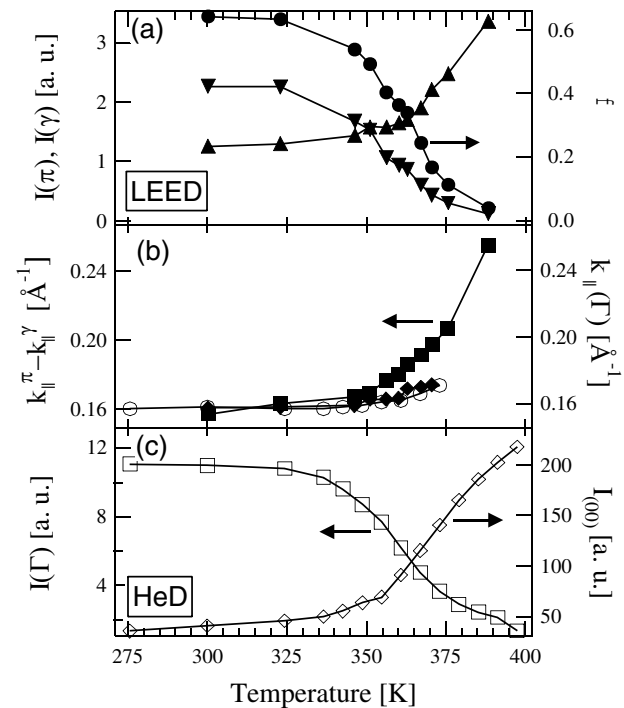 (a)
3
2
1
0
I(π), I(γ) [a. u.]
LEED
0.6
0.4
0.2
0.0
f
(b)
0.24
0.20
0.16
k∥^π−k∥^γ [Å^-1]
0.24
0.20
0.16
k∥(Γ) [Å^-1]
(c)
12
8
4
I(Γ) [a. u.]
HeD
200
150
100
50
I(00) [a. u.]
275 300 325 350 375 400
Temperature [K]